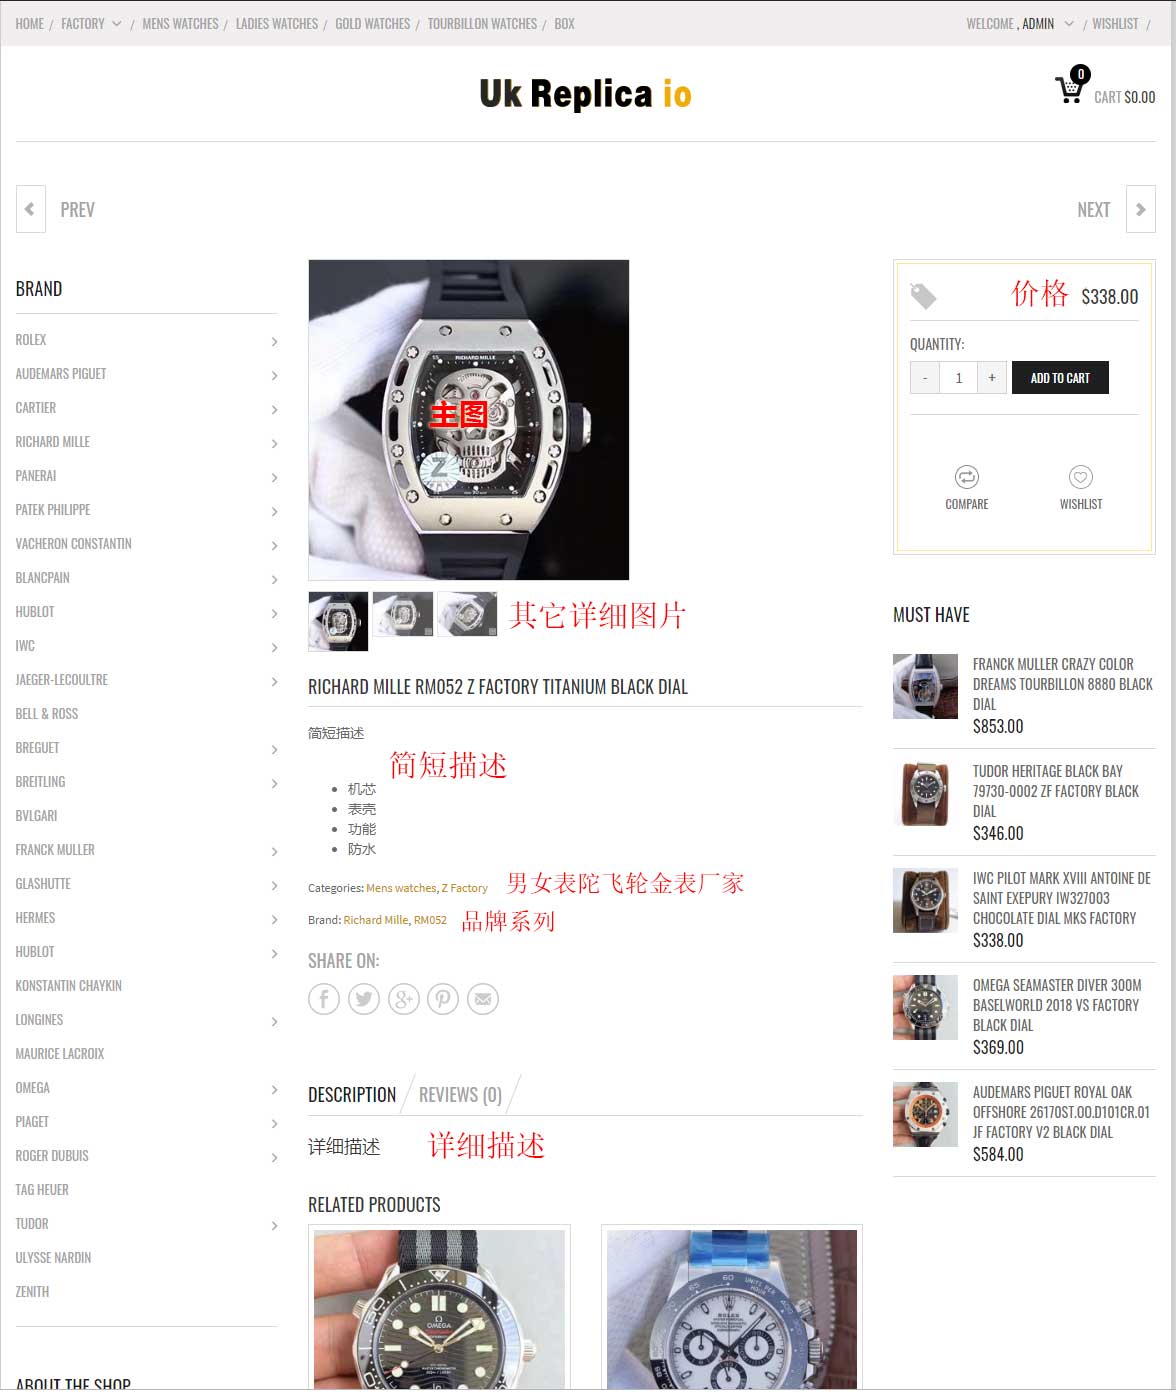 HOME / FACTORY / MENS WATCHES / LADIES WATCHES / GOLD WATCHES / TOURBILLON WATCHES / BOX
WELCOME , ADMIN / WISHLIST /
Uk Replica io
0
CART $0.00
PREV
NEXT
BRAND
ROLEX
AUDEMARS PIGUET
CARTIER
RICHARD MILLE
PANERAI
PATEK PHILIPPE
VACHERON CONSTANTIN
BLANCPAIN
HUBLOT
IWC
JAEGER-LECOULTRE
BELL & ROSS
BREGUET
BREITLING
BVLGARI
FRANCK MULLER
GLASHUTTE
HERMES
HUBLOT
KONSTANTIN CHAYKIN
LONGINES
MAURICE LACROIX
OMEGA
PIAGET
ROGER DUBUIS
TAG HEUER
TUDOR
ULYSSE NARDIN
ZENITH
ABOUT THE SHOP
RICHARD MILLE
主图
Z
其它详细图片
RICHARD MILLE RM052 Z FACTORY TITANIUM BLACK DIAL
简短描述
简短描述
机芯
表壳
功能
防水
Categories: Mens watches, Z Factory
男女表陀飞轮金表厂家
Brand: Richard Mille, RM052
品牌系列
SHARE ON:
DESCRIPTION
REVIEWS (0)
详细描述
详细描述
RELATED PRODUCTS
OMEGA
60
UNITS PER HOUR
ROLEX
价格 $338.00
QUANTITY:
- 1 +
ADD TO CART
COMPARE
WISHLIST
MUST HAVE
FRANCK MULLER CRAZY COLOR
DREAMS TOURBILLON 8880 BLACK
DIAL
$853.00
TUDOR HERITAGE BLACK BAY
79730-0002 ZF FACTORY BLACK
DIAL
$346.00
IWC PILOT MARK XVIII ANTOINE DE
SAINT EXEPURY IW327003
CHOCOLATE DIAL MKS FACTORY
$338.00
OMEGA SEAMASTER DIVER 300M
BASELWORLD 2018 VS FACTORY
BLACK DIAL
$369.00
AUDEMARS PIGUET ROYAL OAK
OFFSHORE 26170ST.OO.D101CR.01
JF FACTORY V2 BLACK DIAL
$584.00